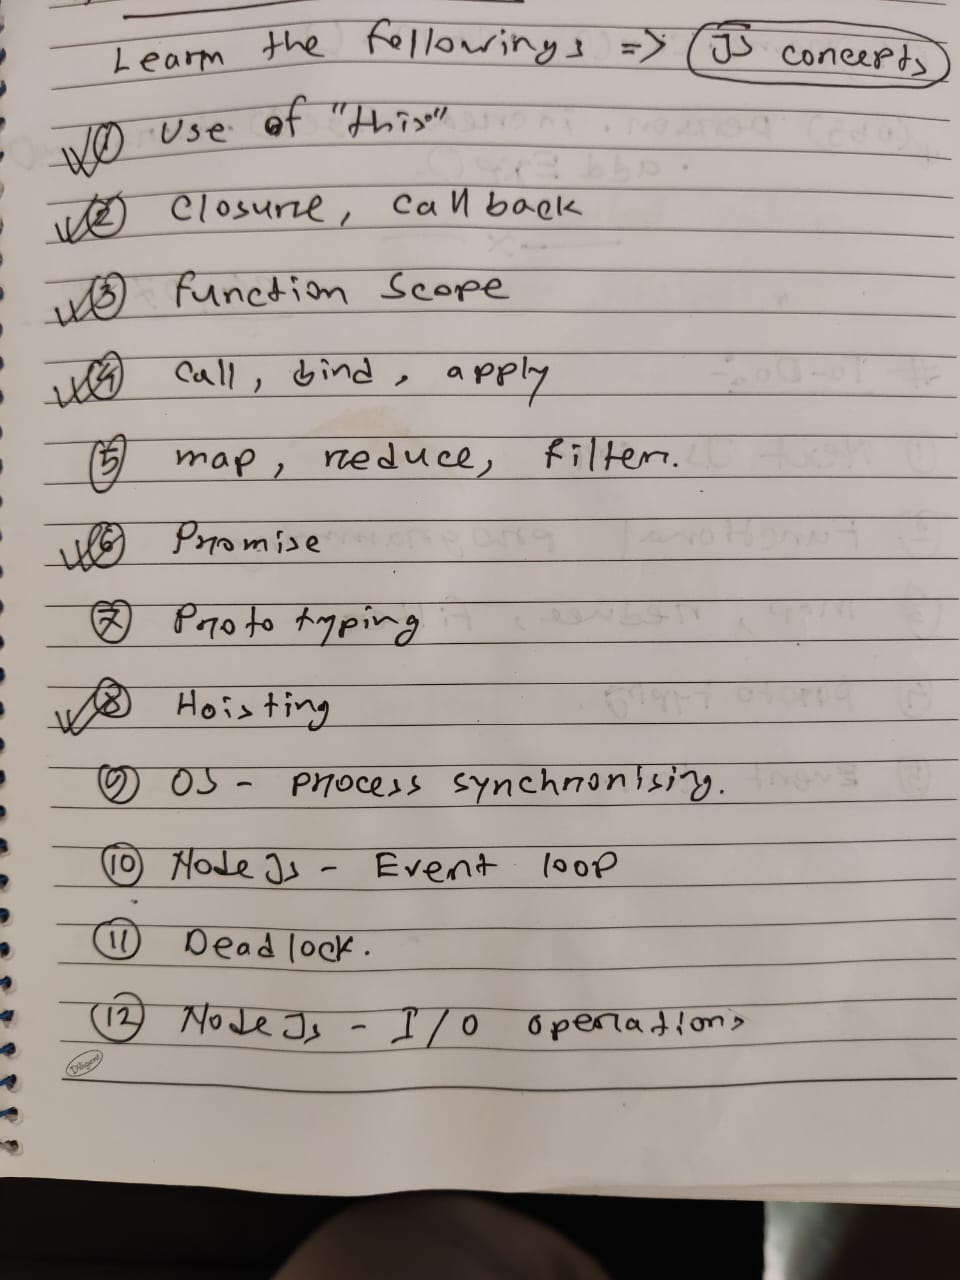 Learn the followings => JS concepts
① Use of "this"
② Closure, call back
③ function scope
④ call, bind, apply
⑤ map, reduce, filter.
⑥ Promise
⑦ Proto typing
⑧ Hoisting
⑨ OS - process synchronising.
⑩ Node Js - Event loop
⑪ Dead lock.
⑫ Node Js - I/O operations
Diligent